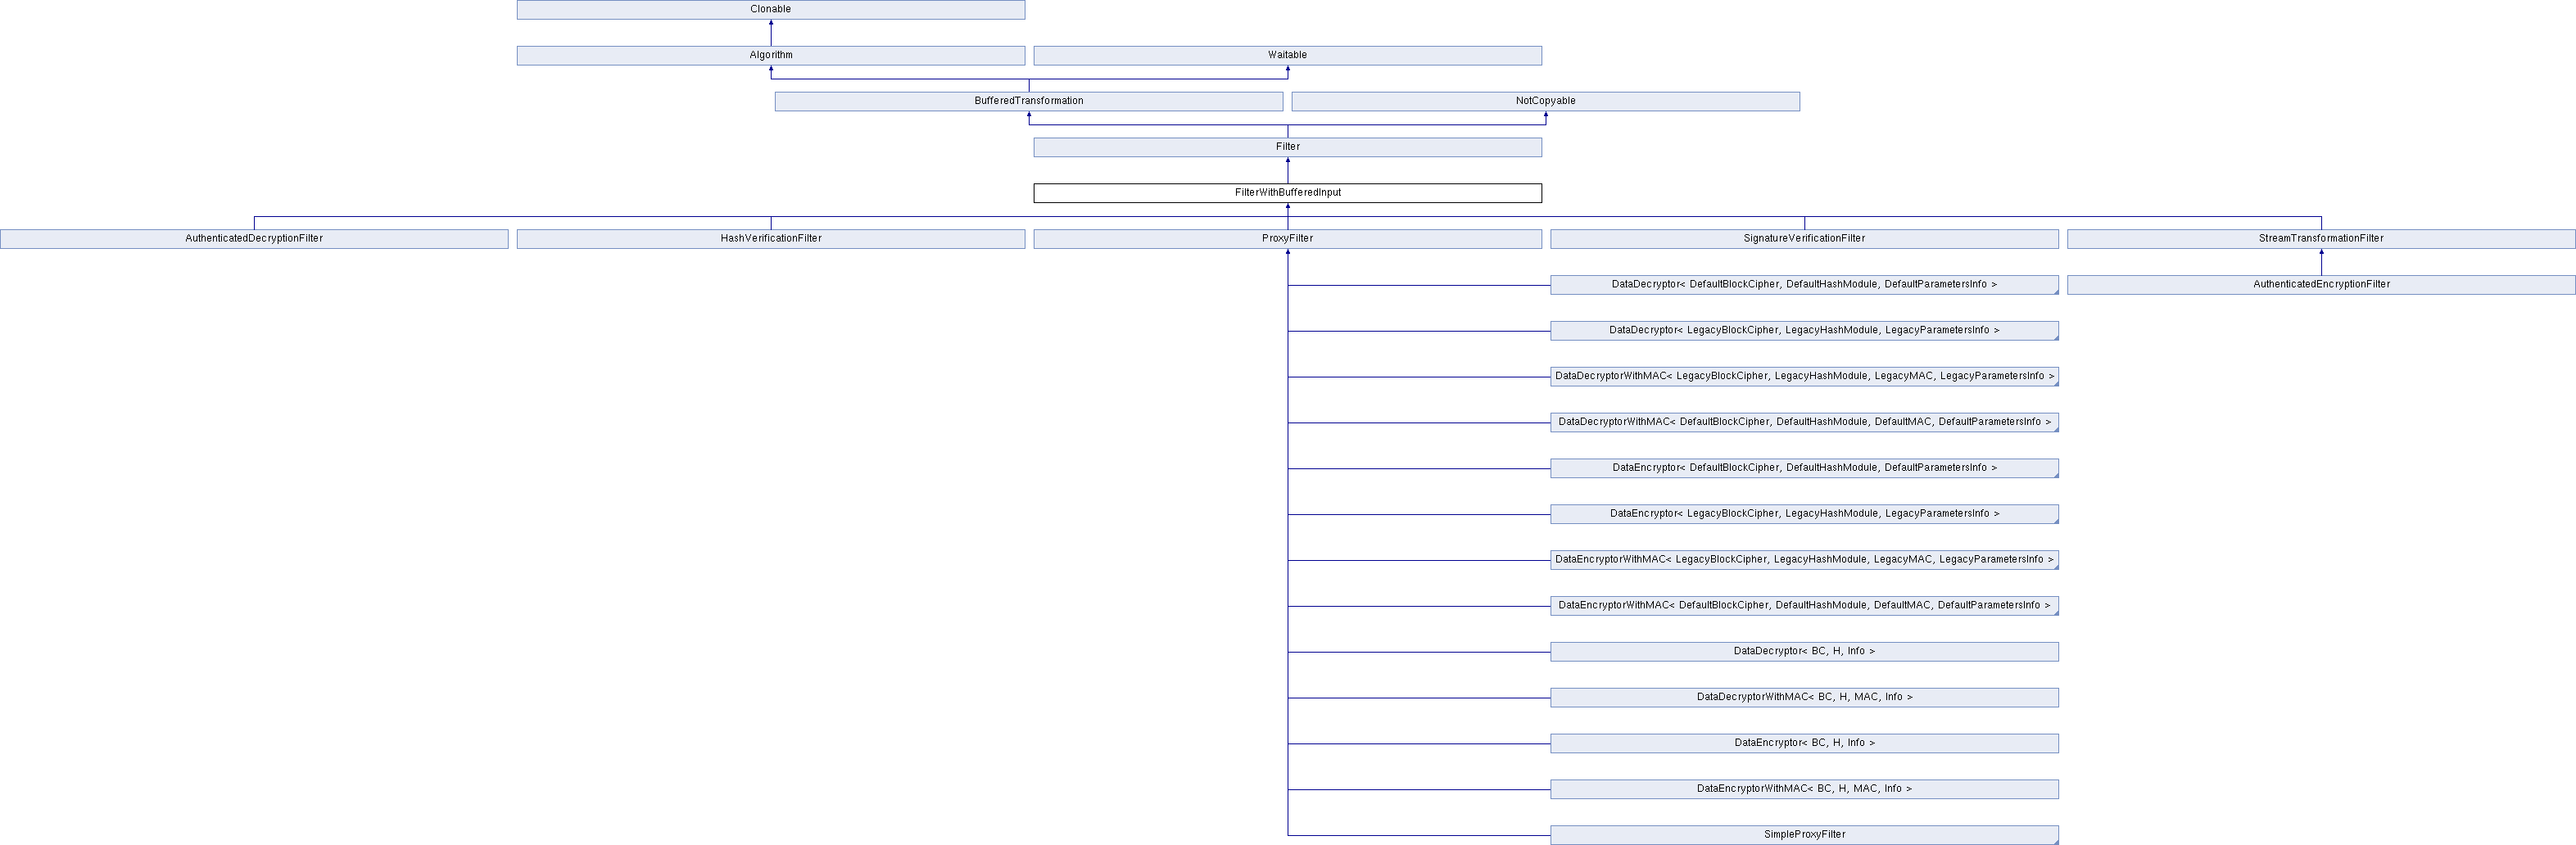 Clonable
Algorithm
Waitable
BufferedTransformation
NotCopyable
Filter
FilterWithBufferedInput
AuthenticatedDecryptionFilter
HashVerificationFilter
ProxyFilter
SignatureVerificationFilter
StreamTransformationFilter
DataDecryptor< DefaultBlockCipher, DefaultHashModule, DefaultParametersInfo >
AuthenticatedEncryptionFilter
DataDecryptor< LegacyBlockCipher, LegacyHashModule, LegacyParametersInfo >
DataDecryptorWithMAC< LegacyBlockCipher, LegacyHashModule, LegacyMAC, LegacyParametersInfo >
DataDecryptorWithMAC< DefaultBlockCipher, DefaultHashModule, DefaultMAC, DefaultParametersInfo >
DataEncryptor< DefaultBlockCipher, DefaultHashModule, DefaultParametersInfo >
DataEncryptor< LegacyBlockCipher, LegacyHashModule, LegacyParametersInfo >
DataEncryptorWithMAC< LegacyBlockCipher, LegacyHashModule, LegacyMAC, LegacyParametersInfo >
DataEncryptorWithMAC< DefaultBlockCipher, DefaultHashModule, DefaultMAC, DefaultParametersInfo >
DataDecryptor< BC, H, Info >
DataDecryptorWithMAC< BC, H, MAC, Info >
DataEncryptor< BC, H, Info >
DataEncryptorWithMAC< BC, H, MAC, Info >
SimpleProxyFilter